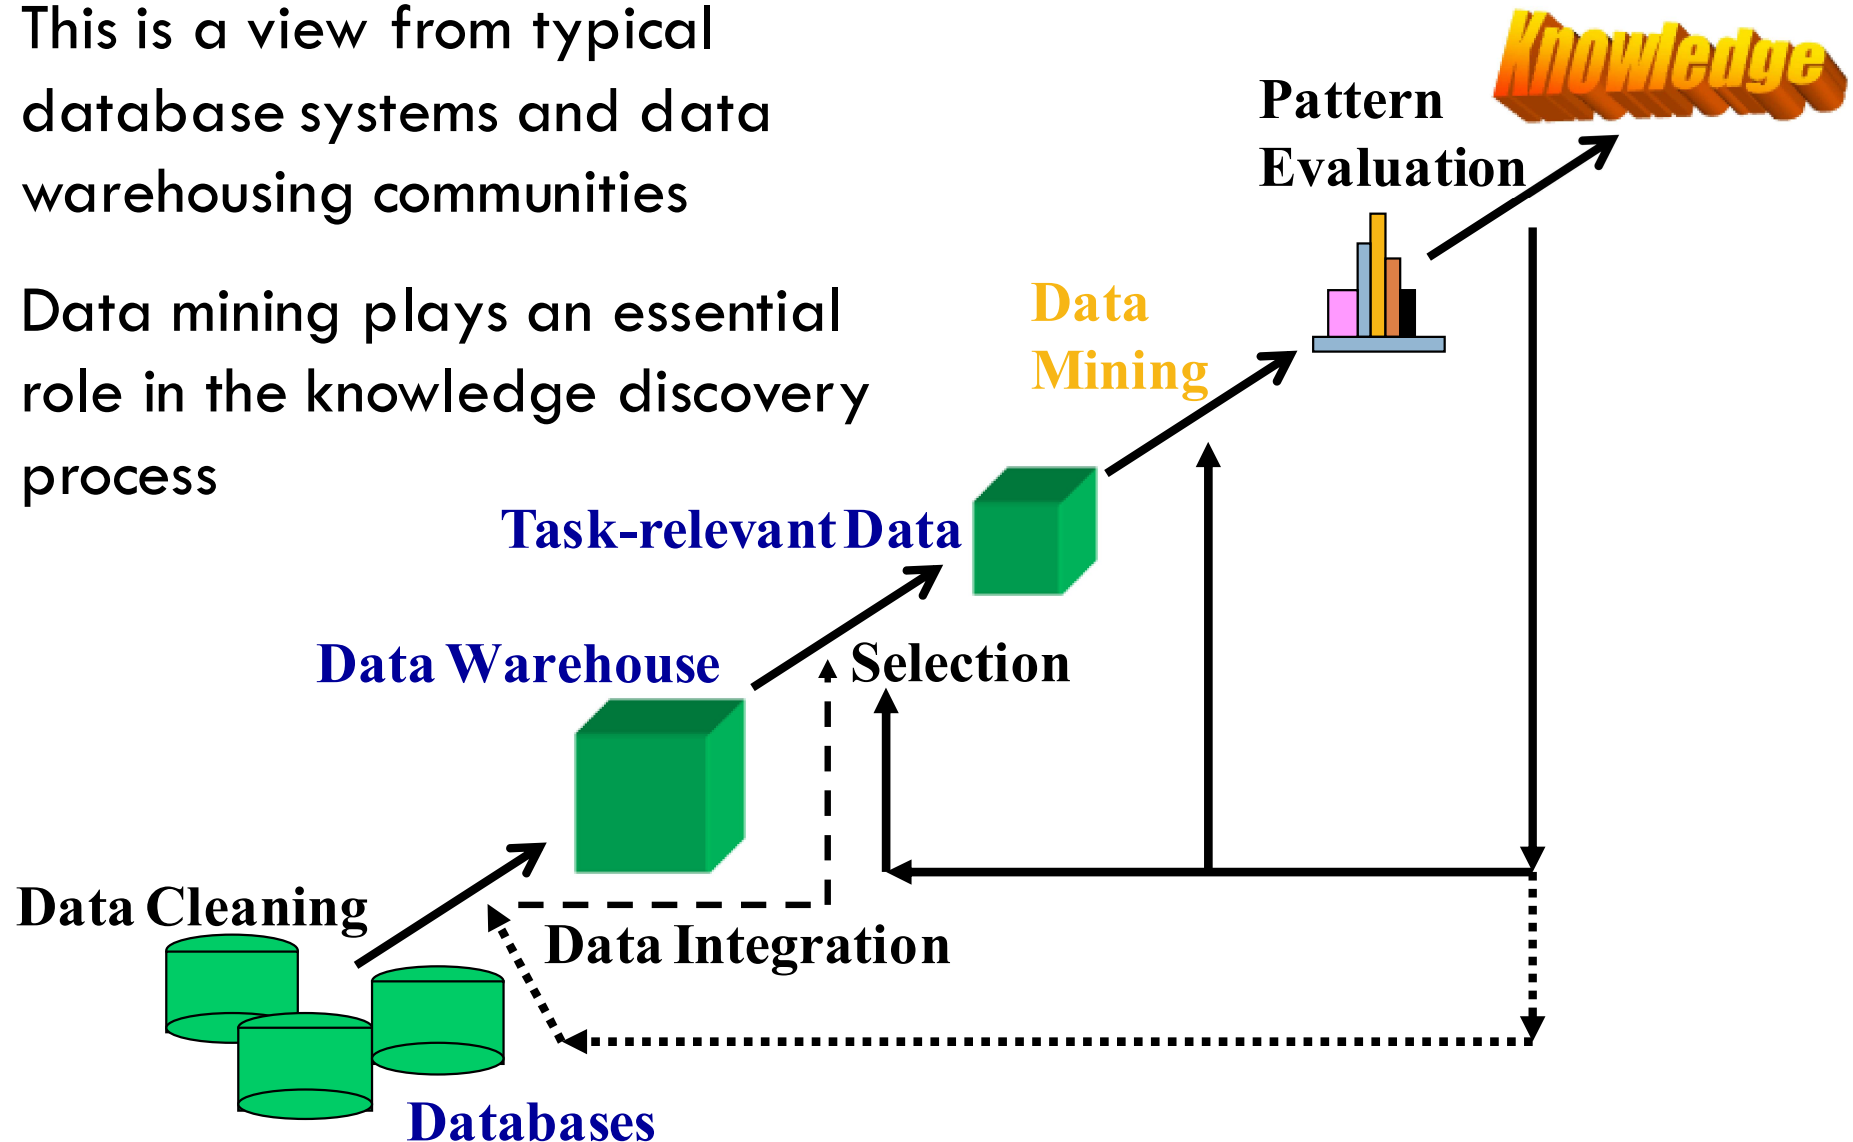 This is a view from typical
database systems and data
warehousing communities
Data mining plays an essential
role in the knowledge discovery
process
Knowledge
Pattern
Evaluation
Data
Mining
Task-relevant Data
Data Warehouse
Selection
Data Cleaning
Data Integration
Databases